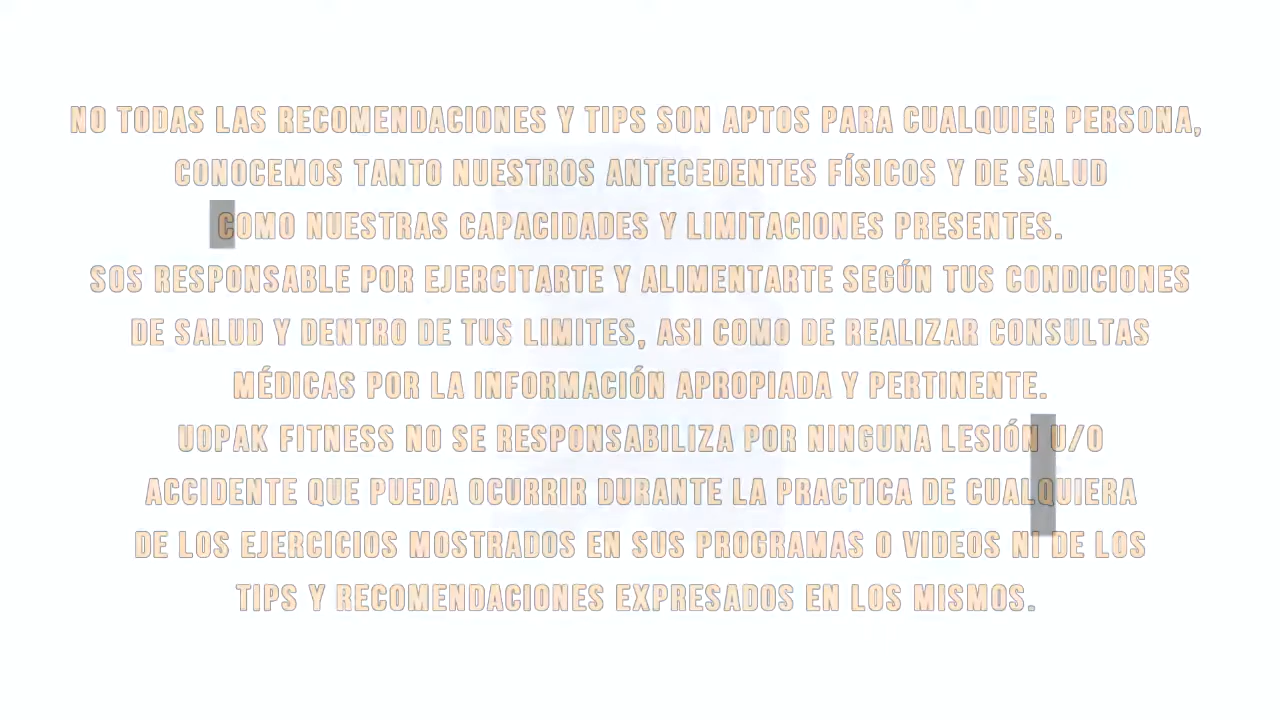 NO TODAS LAS RECOMENDACIONES Y TIPS SON APTOS PARA CUALQUIER PERSONA,
CONOCEMOS TANTO NUESTROS ANTECEDENTES FÍSICOS Y DE SALUD
COMO NUESTRAS CAPACIDADES Y LIMITACIONES PRESENTES.
SOS RESPONSABLE POR EJERCITARTE Y ALIMENTARTE SEGÚN TUS CONDICIONES
DE SALUD Y DENTRO DE TUS LIMITES, ASI COMO DE REALIZAR CONSULTAS
MÉDICAS POR LA INFORMACIÓN APROPIADA Y PERTINENTE.
UOPAK FITNESS NO SE RESPONSABILIZA POR NINGUNA LESIÓN U/O
ACCIDENTE QUE PUEDA OCURRIR DURANTE LA PRACTICA DE CUALQUIERA
DE LOS EJERCICIOS MOSTRADOS EN SUS PROGRAMAS O VIDEOS NI DE LOS
TIPS Y RECOMENDACIONES EXPRESADOS EN LOS MISMOS.